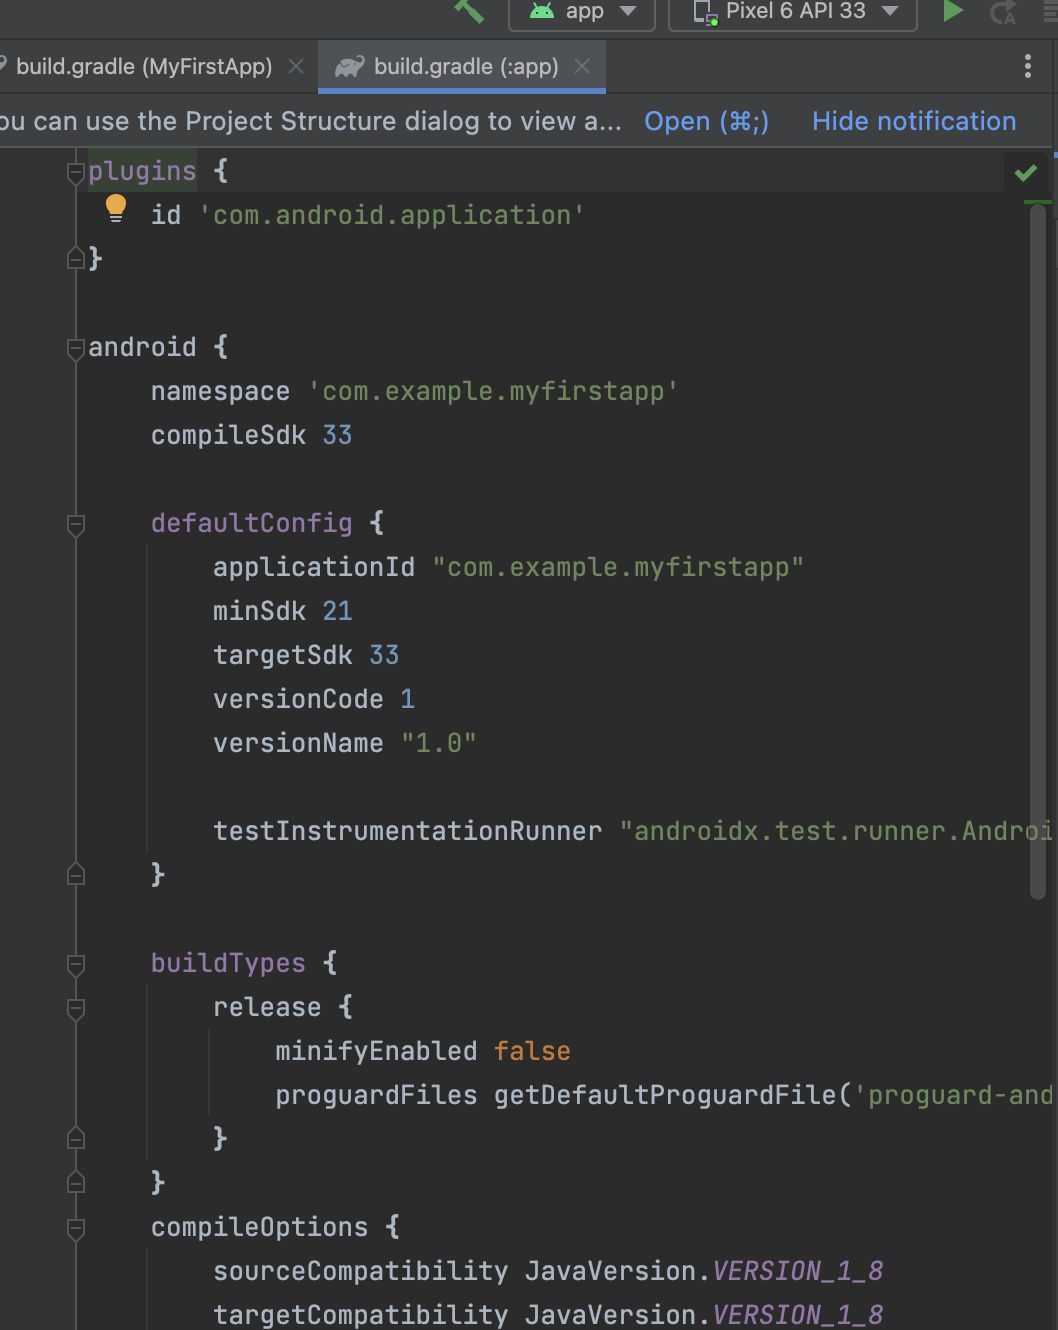 app Pixel 6 API 33
build.gradle (MyFirstApp) build.gradle (:app)
ou can use the Project Structure dialog to view a... Open (⌘;) Hide notification
plugins {
id 'com.android.application'
}
android {
namespace 'com.example.myfirstapp'
compileSdk 33
defaultConfig {
applicationId "com.example.myfirstapp"
minSdk 21
targetSdk 33
versionCode 1
versionName "1.0"
testInstrumentationRunner "androidx.test.runner.Androi
}
buildTypes {
release {
minifyEnabled false
proguardFiles getDefaultProguardFile('proguard-and
}
}
compileOptions {
sourceCompatibility JavaVersion.VERSION_1_8
targetCompatibility JavaVersion.VERSION_1_8